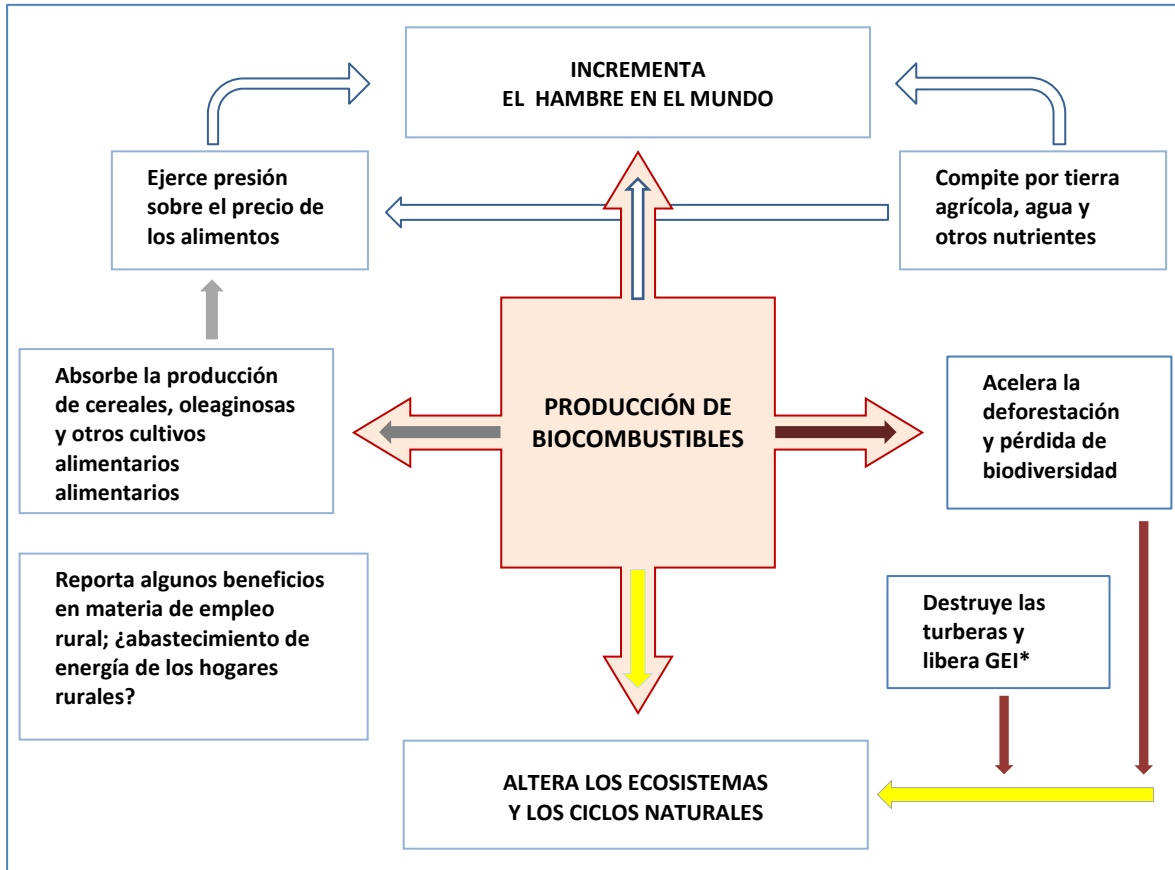 INCREMENTA
EL HAMBRE EN EL MUNDO
Ejerce presión
sobre el precio de
los alimentos
Compite por tierra
agrícola, agua y
otros nutrientes
Absorbe la producción
de cereales, oleaginosas
y otros cultivos
alimentarios
alimentarios
PRODUCCIÓN DE
BIOCOMBUSTIBLES
Acelera la
deforestación
y pérdida de
biodiversidad
Reporta algunos beneficios
en materia de empleo
rural; ¿abastecimiento de
energía de los hogares
rurales?
Destruye las
turberas y
libera GEI*
ALTERA LOS ECOSISTEMAS
Y LOS CICLOS NATURALES